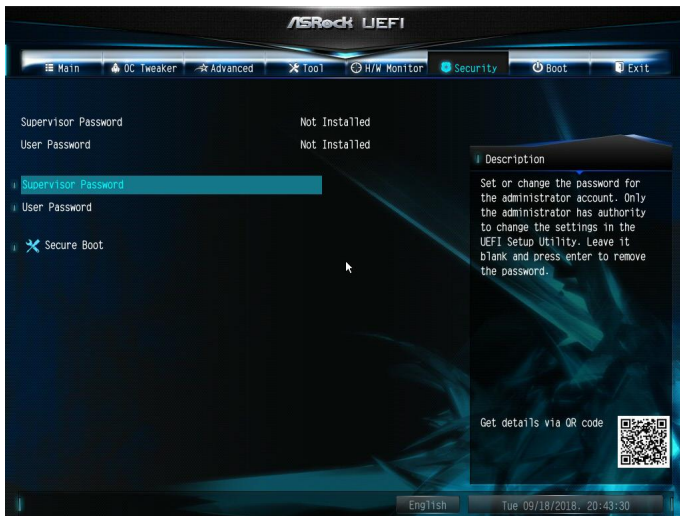 ASRock UEFI
Main OC Tweaker Advanced Tool H/W Monitor Security Boot Exit
Supervisor Password Not Installed
User Password Not Installed
Supervisor Password
User Password
Secure Boot
Description
Set or change the password for
the administrator account. Only
the administrator has authority
to change the settings in the
UEFI Setup Utility. Leave it
blank and press enter to remove
the password.
Get details via QR code
English Tue 09/18/2018. 20:43:30